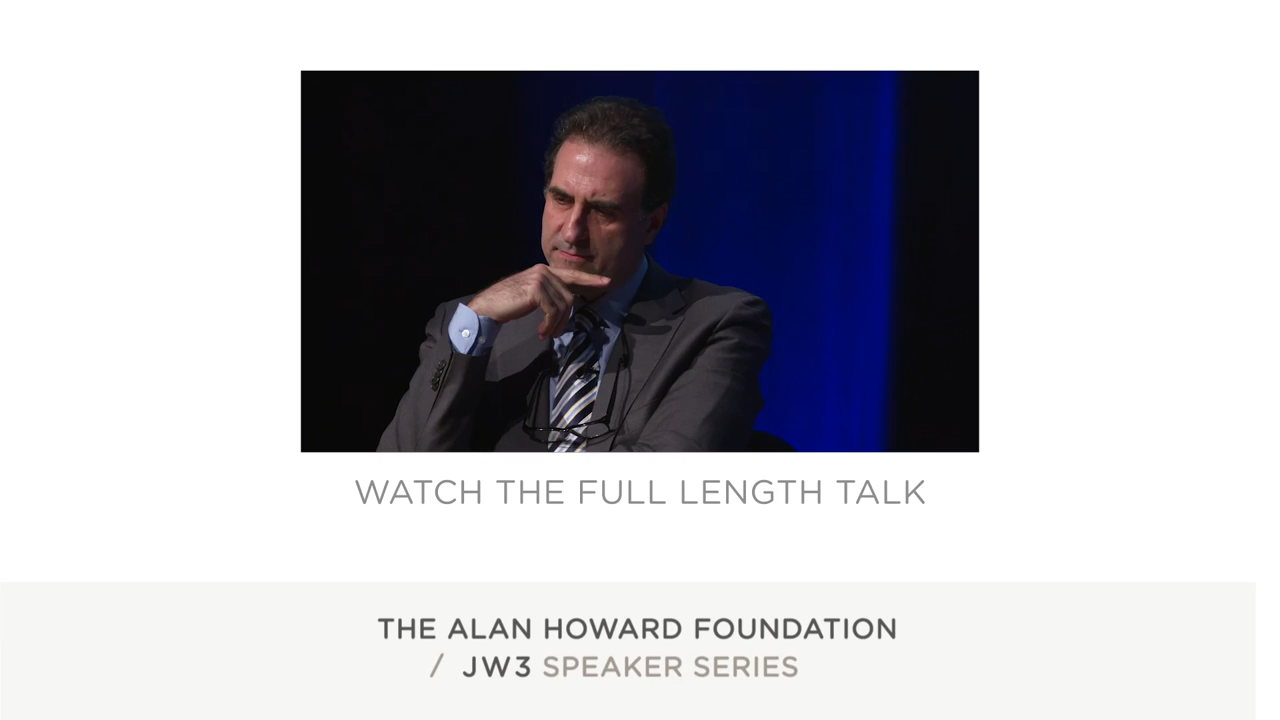 WATCH THE FULL LENGTH TALK
THE ALAN HOWARD FOUNDATION
/ JW3 SPEAKER SERIES